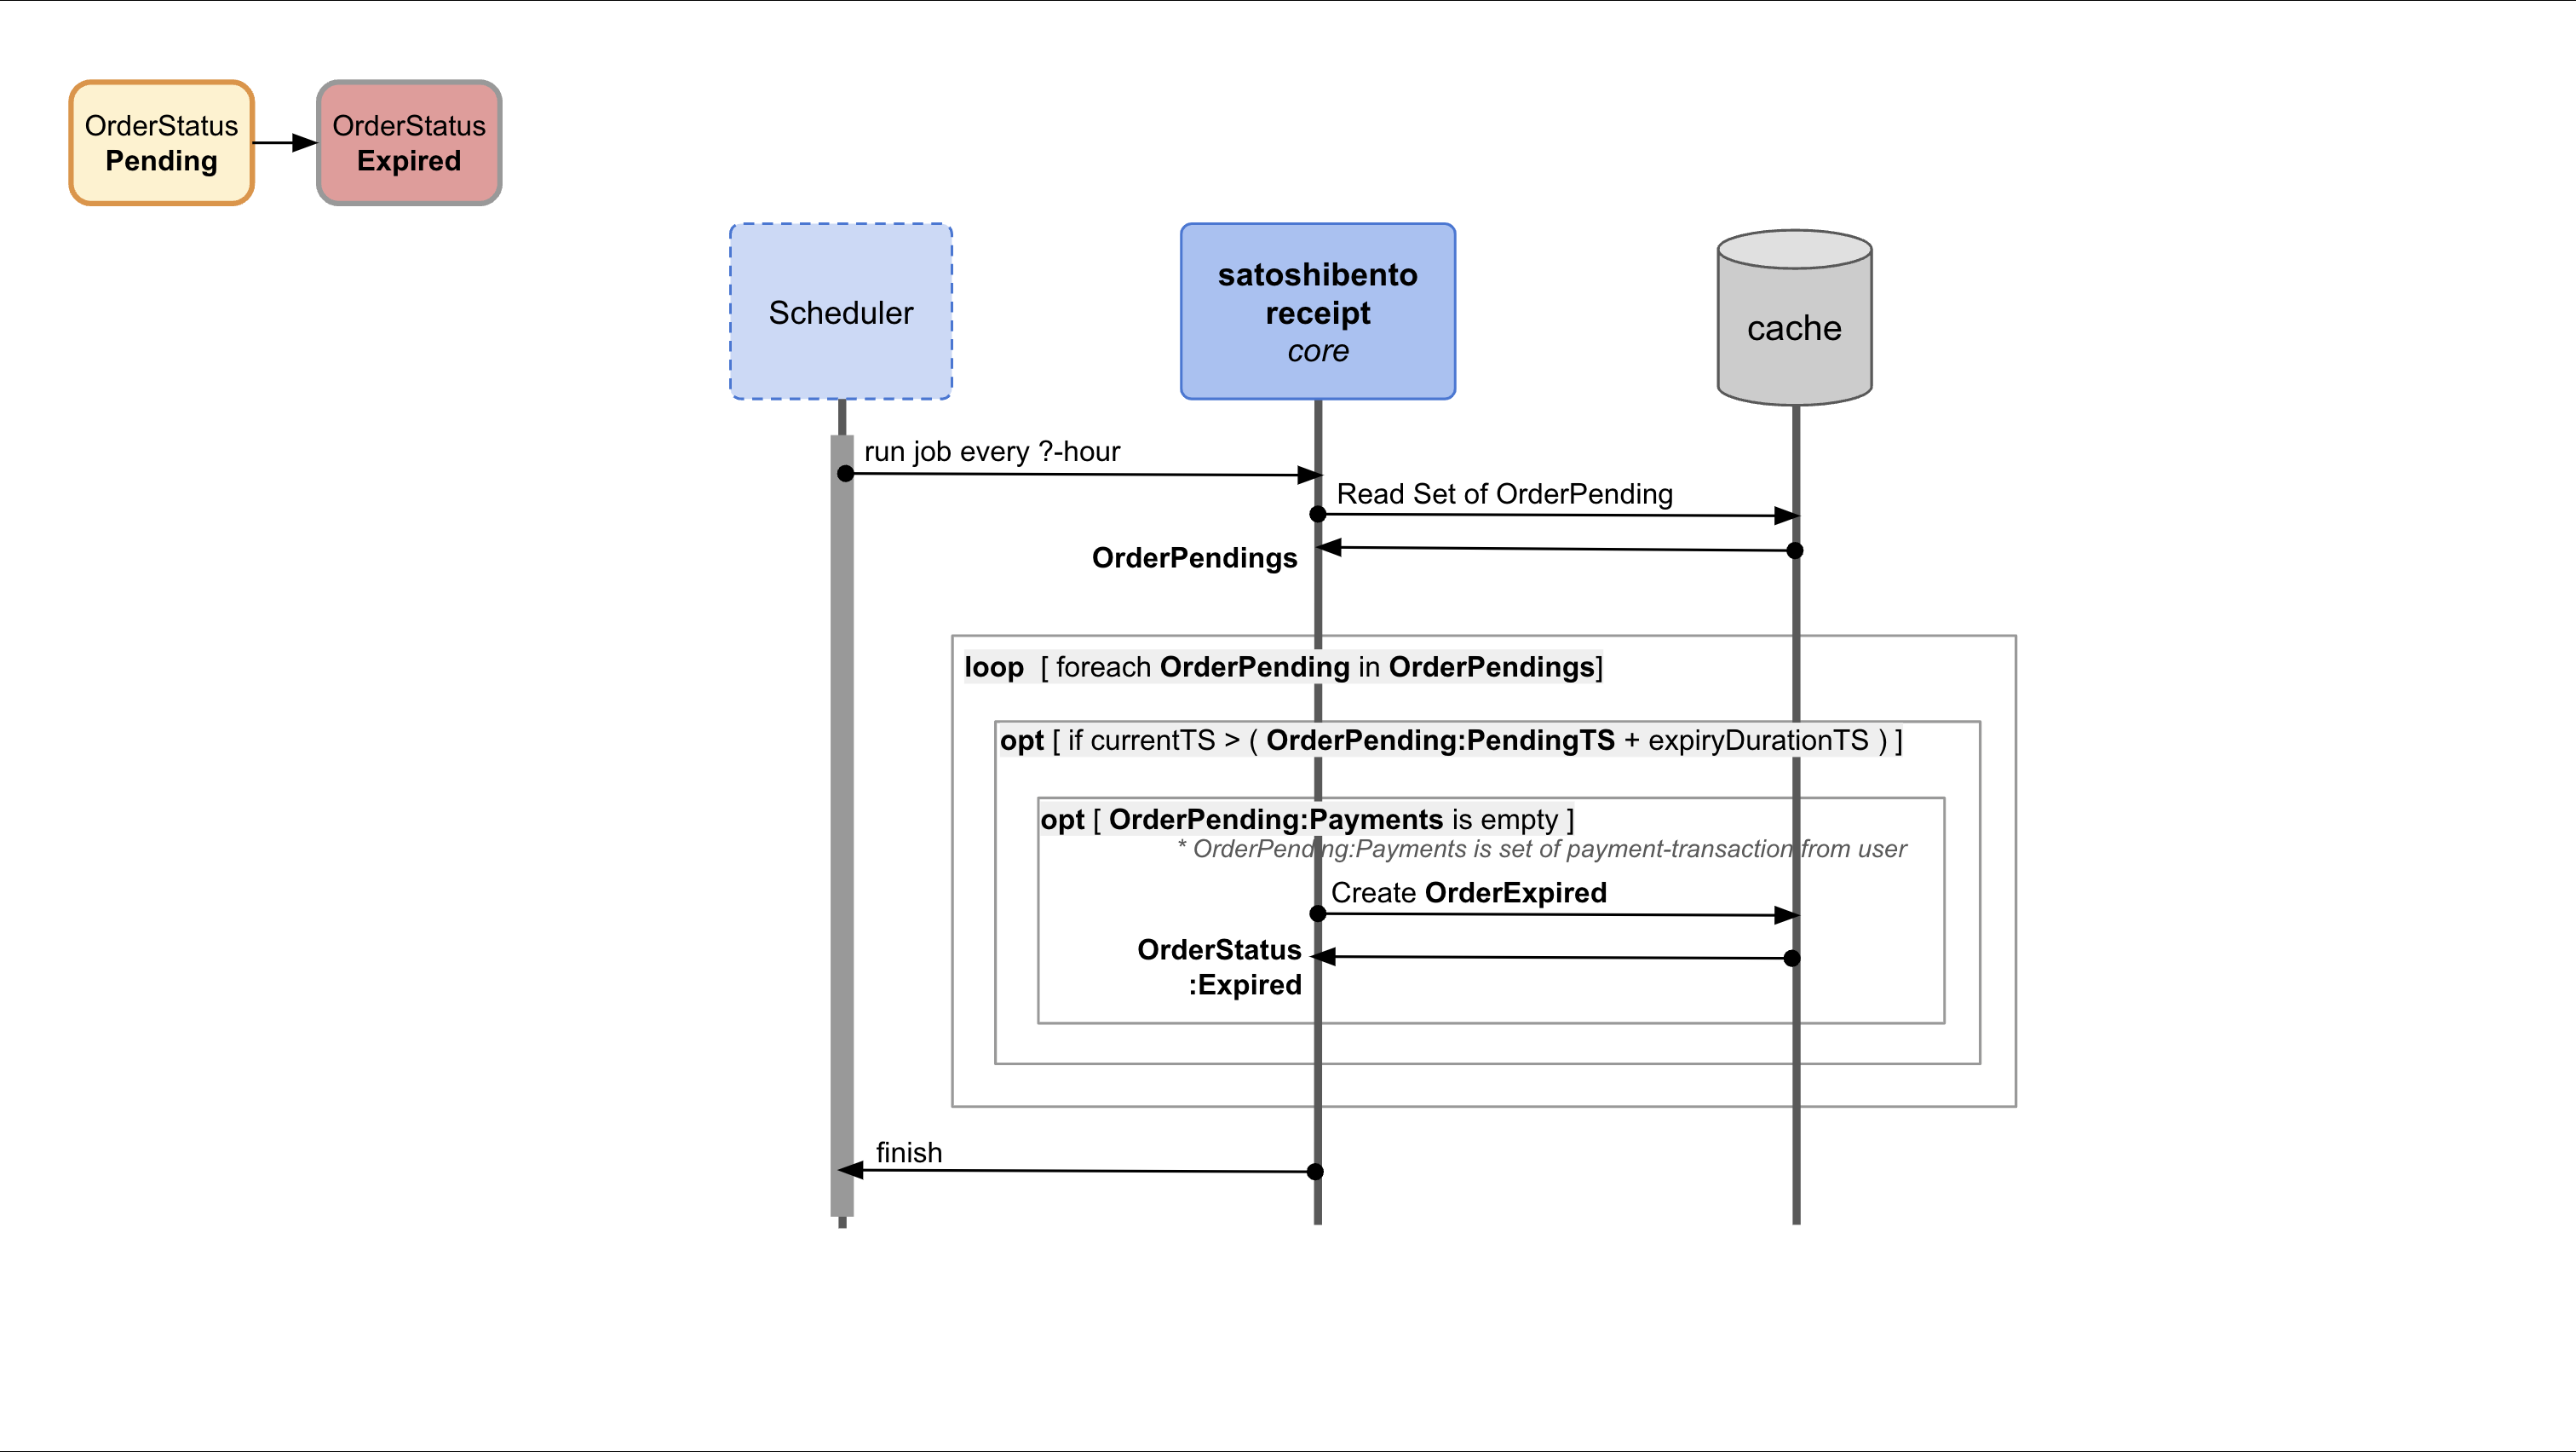 OrderStatus
Pending
OrderStatus
Expired
Scheduler
satoshibento
receipt
core
cache
run job every ?-hour
Read Set of OrderPending
OrderPendings
loop [ foreach OrderPending in OrderPendings]
opt [ if currentTS > ( OrderPending:PendingTS + expiryDurationTS ) ]
opt [ OrderPending:Payments is empty ]
* OrderPending:Payments is set of payment-transaction from user
Create OrderExpired
OrderStatus
:Expired
finish